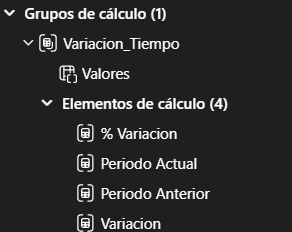 Grupos de cálculo (1)
Variacion_Tiempo
Valores
Elementos de cálculo (4)
% Variacion
Periodo Actual
Periodo Anterior
Variacion